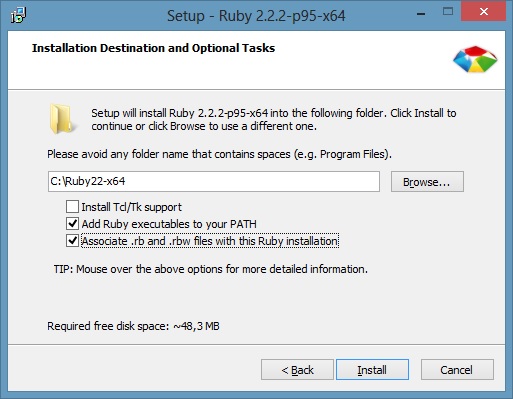 Setup - Ruby 2.2.2-p95-x64
Installation Destination and Optional Tasks
Setup will install Ruby 2.2.2-p95-x64 into the following folder. Click Install to
continue or click Browse to use a different one.
Please avoid any folder name that contains spaces (e.g. Program Files).
C:\Ruby22-x64
Browse...
Install Tcl/Tk support
Add Ruby executables to your PATH
Associate .rb and .rbw files with this Ruby installation
TIP: Mouse over the above options for more detailed information.
Required free disk space: ~48,3 MB
< Back
Install
Cancel